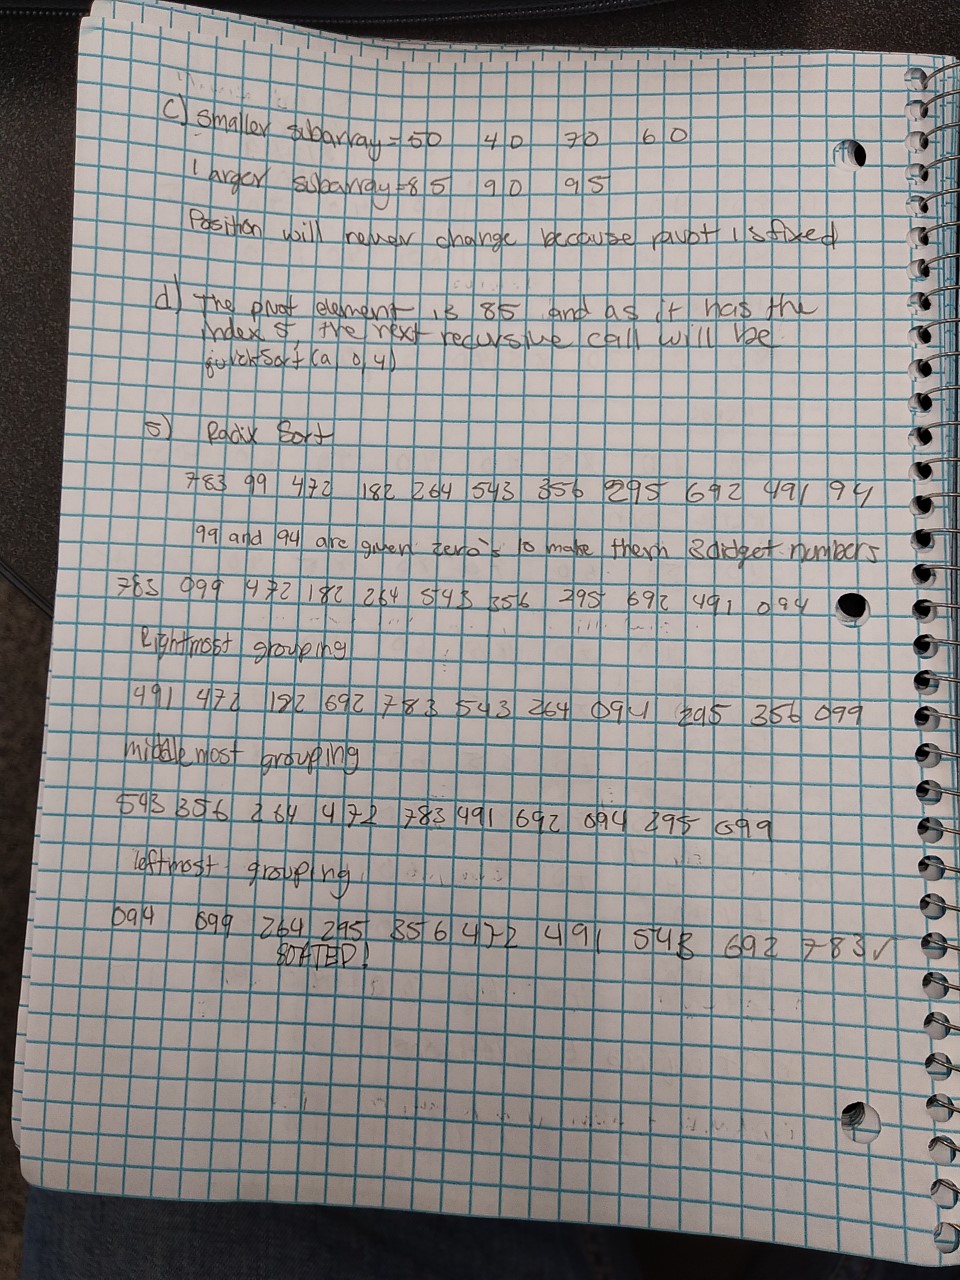 c) Smaller subarray = 50 40 70 60
larger subarray = 85 90 95
Position will never change because pivot is fixed
d) The pivot element is 85 and as it has the
index 5, the next recursive call will be
quickSort (a, 0, 4)
5) Radix Sort
783 99 472 182 264 543 356 295 692 491 94
99 and 94 are given zero's to make them 3 didget numbers
783 099 472 182 264 543 356 295 692 491 094
Rightmost grouping
491 472 182 692 783 543 264 094 295 356 099
middle most grouping
543 356 264 472 783 491 692 094 295 099
leftmost grouping
094 099 264 295 356 472 491 543 692 783 ✓
SORTED!